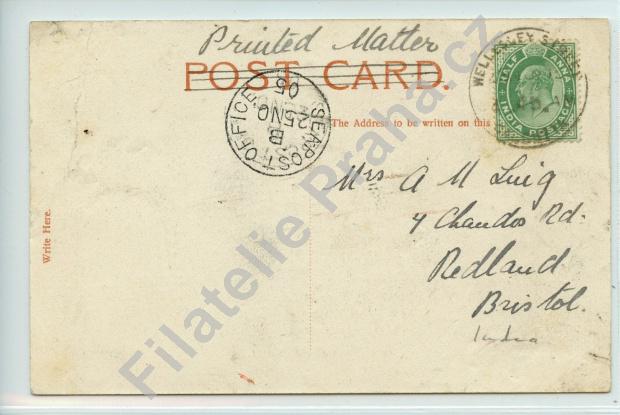 Printed Matter
POST CARD.
HALF ANNA
INDIA POSTAGE
SEA POST OFFICE
B
25 NO
05
The Address to be written on this
Mrs A M Luig
4 Chandos Rd.
Redland
Bristol.
India
Write Here.
Filatelie Praha.cz